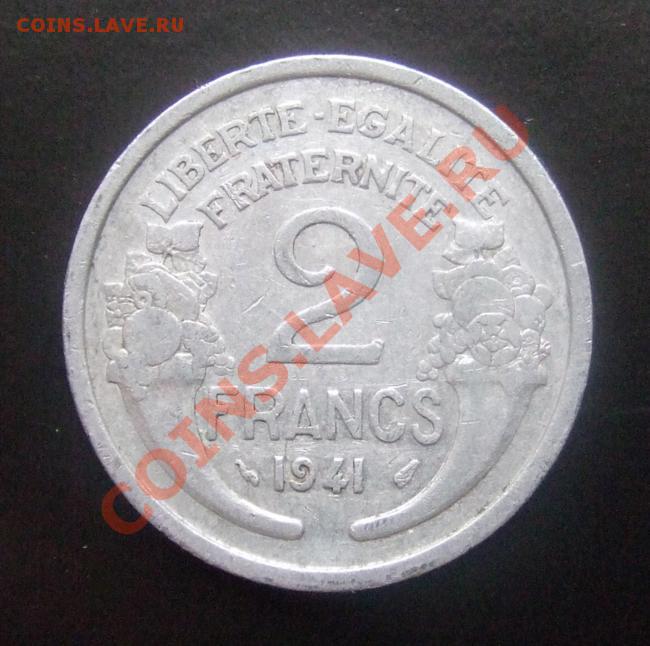 COINS.LAVE.RU
LIBERTE-EGALITE
FRATERNITE
2
FRANCS
1941
COINS.LAVE.RU